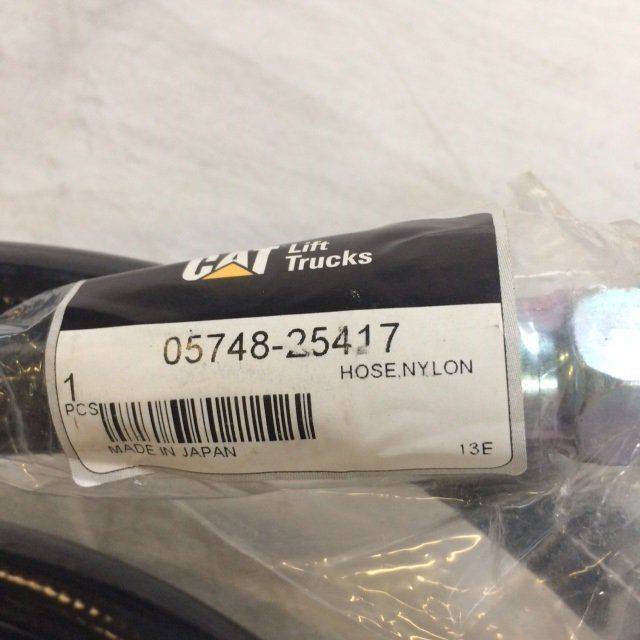 CAT Lift
Trucks
05748-25417
HOSE,NYLON
1
PCS
MADE IN JAPAN
13E